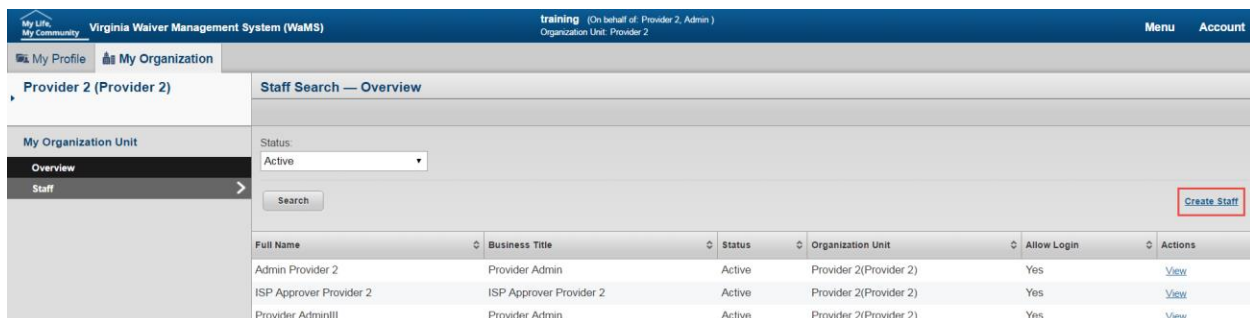 My Life,
My Community Virginia Waiver Management System (WaMS)
training (On behalf of: Provider 2, Admin )
Organization Unit: Provider 2
Menu Account
My Profile My Organization
Provider 2 (Provider 2)
Staff Search — Overview
My Organization Unit
Overview
Staff
Status:
Active
Search
Create Staff
Full Name Business Title Status Organization Unit Allow Login Actions
Admin Provider 2 Provider Admin Active Provider 2(Provider 2) Yes View
ISP Approver Provider 2 ISP Approver Provider 2 Active Provider 2(Provider 2) Yes View
Provider AdminIII Provider Admin Active Provider 2(Provider 2) Yes View